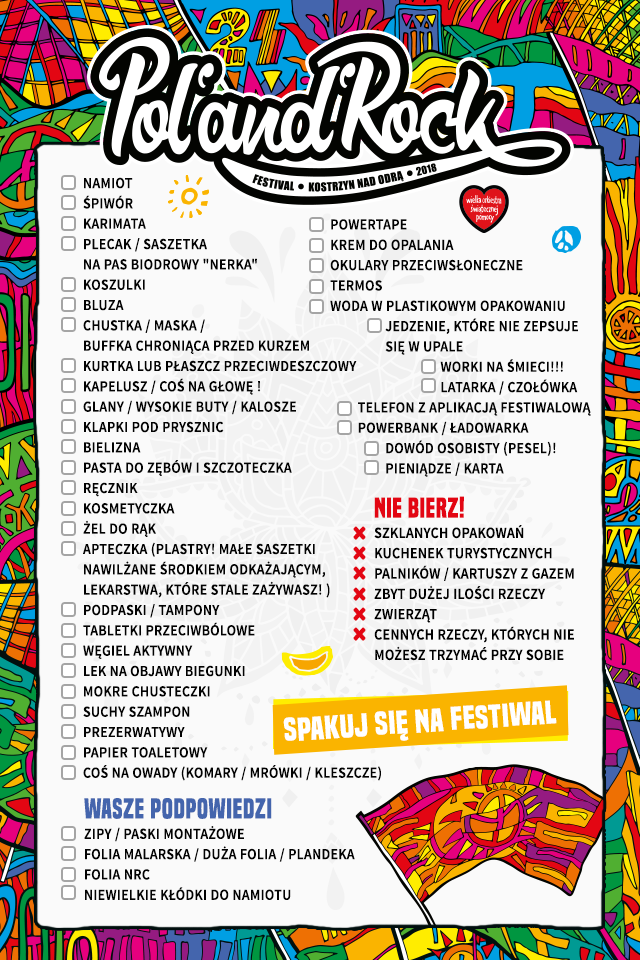 24
Pol'and'Rock
FESTIVAL • KOSTRZYN NAD ODRĄ • 2018
wielka orkiestra
świątecznej
pomocy
NAMIOT
ŚPIWÓR
KARIMATA
PLECAK / SASZETKA
NA PAS BIODROWY "NERKA"
KOSZULKI
BLUZA
CHUSTKA / MASKA /
BUFFKA CHRONIĄCA PRZED KURZEM
KURTKA LUB PŁASZCZ PRZECIWDESZCZOWY
KAPELUSZ / COŚ NA GŁOWĘ !
GLANY / WYSOKIE BUTY / KALOSZE
KLAPKI POD PRYSZNIC
BIELIZNA
PASTA DO ZĘBÓW I SZCZOTECZKA
RĘCZNIK
KOSMETYCZKA
ŻEL DO RĄK
APTECZKA (PLASTRY! MAŁE SASZETKI
NAWILŻANE ŚRODKIEM ODKAŻAJĄCYM,
LEKARSTWA, KTÓRE STALE ZAŻYWASZ! )
PODPASKI / TAMPONY
TABLETKI PRZECIWBÓLOWE
WĘGIEL AKTYWNY
LEK NA OBJAWY BIEGUNKI
MOKRE CHUSTECZKI
SUCHY SZAMPON
PREZERWATYWY
PAPIER TOALETOWY
COŚ NA OWADY (KOMARY / MRÓWKI / KLESZCZE)
WASZE PODPOWIEDZI
ZIPY / PASKI MONTAŻOWE
FOLIA MALARSKA / DUŻA FOLIA / PLANDEKA
FOLIA NRC
NIEWIELKIE KŁÓDKI DO NAMIOTU
POWERTAPE
KREM DO OPALANIA
OKULARY PRZECIWSŁONECZNE
TERMOS
WODA W PLASTIKOWYM OPAKOWANIU
JEDZENIE, KTÓRE NIE ZEPSUJE
SIĘ W UPALE
WORKI NA ŚMIECI!!!
LATARKA / CZOŁÓWKA
TELEFON Z APLIKACJĄ FESTIWALOWĄ
POWERBANK / ŁADOWARKA
DOWÓD OSOBISTY (PESEL)!
PIENIĄDZE / KARTA
NIE BIERZ!
SZKLANYCH OPAKOWAŃ
KUCHENEK TURYSTYCZNYCH
PALNIKÓW / KARTUSZY Z GAZEM
ZBYT DUŻEJ ILOŚCI RZECZY
ZWIERZĄT
CENNYCH RZECZY, KTÓRYCH NIE
MOŻESZ TRZYMAĆ PRZY SOBIE
SPAKUJ SIĘ NA FESTIWAL